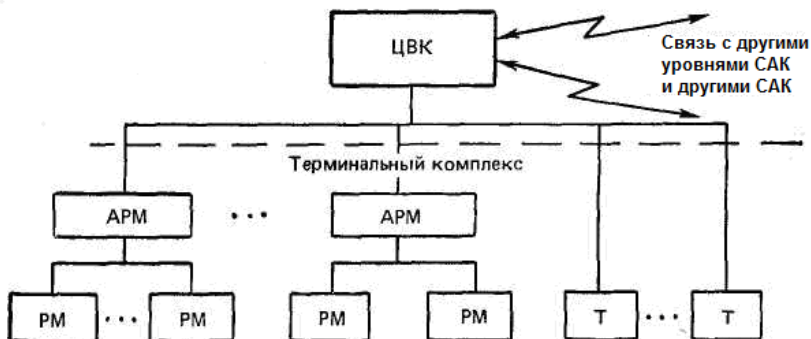 ЦВК
Связь с другими
уровнями САК
и другими САК
Терминальный комплекс
АРМ ... АРМ
РМ ... РМ РМ РМ Т ... Т